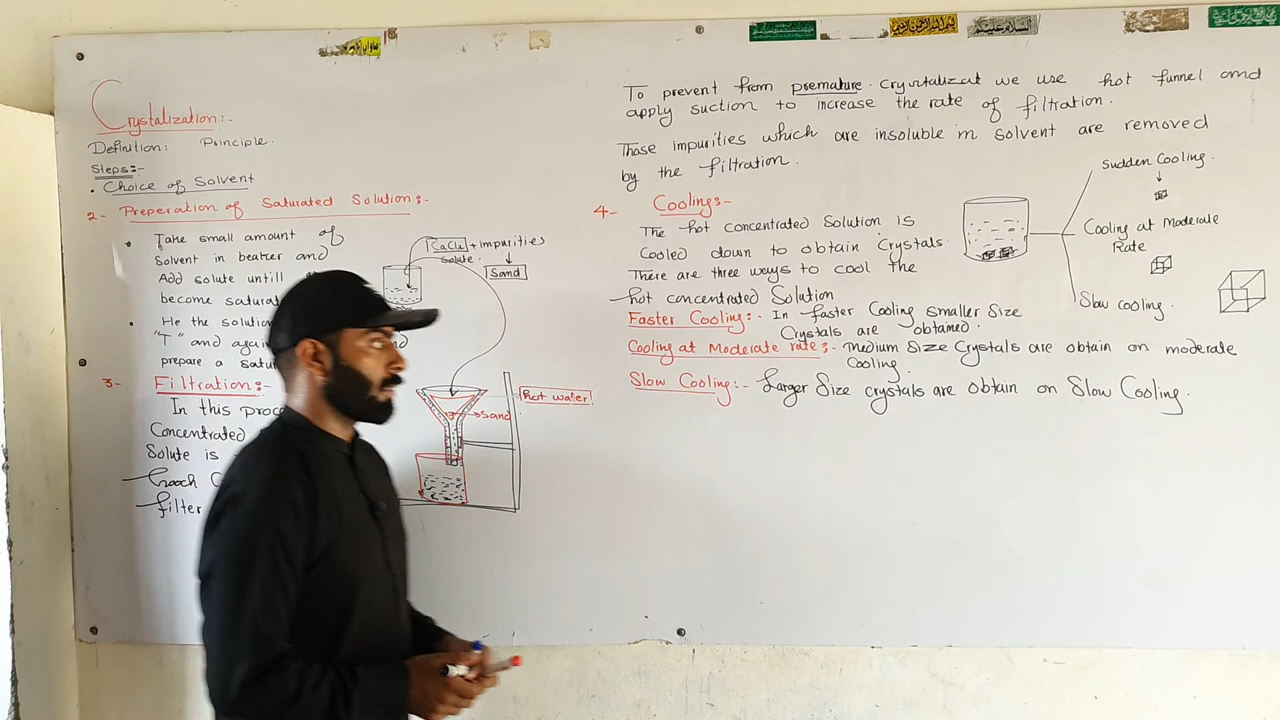 Crystalization:-
Definition: Principle.
Steps:-
. Choice of Solvent
2- Preperation of Saturated Solution:-
Take small amount of
Solvent in beaker and
Add solute untill
become satura
He the solution
"T" and again
prepare a satu
CaCl2 + impurities
Solute.
Sand
3- Filtration:-
In this proc
Concentrated
Solute is
Gooch C
filter
hot water
Sand
To prevent from premature. Cryustalizat we use hot funnel and
apply suction to increase the rate of filtration.
Those impurities which are insoluble in solvent are removed
by the filtration.
4- Cooling:-
The hot concentrated Solution is
Cooled down to obtain Crystals.
There are three ways to cool the
hot concentrated Solution
Faster Cooling:- In faster Cooling smaller Size
Crystals are obtained.
Cooling at Moderate rate:- Medium Size Crystals are obtain on moderate
Cooling.
Slow Cooling:- Larger Size crystals are obtain on Slow Cooling.
Sudden Cooling.
Cooling at Moderate
Rate
Slow cooling.
السلام علیکم